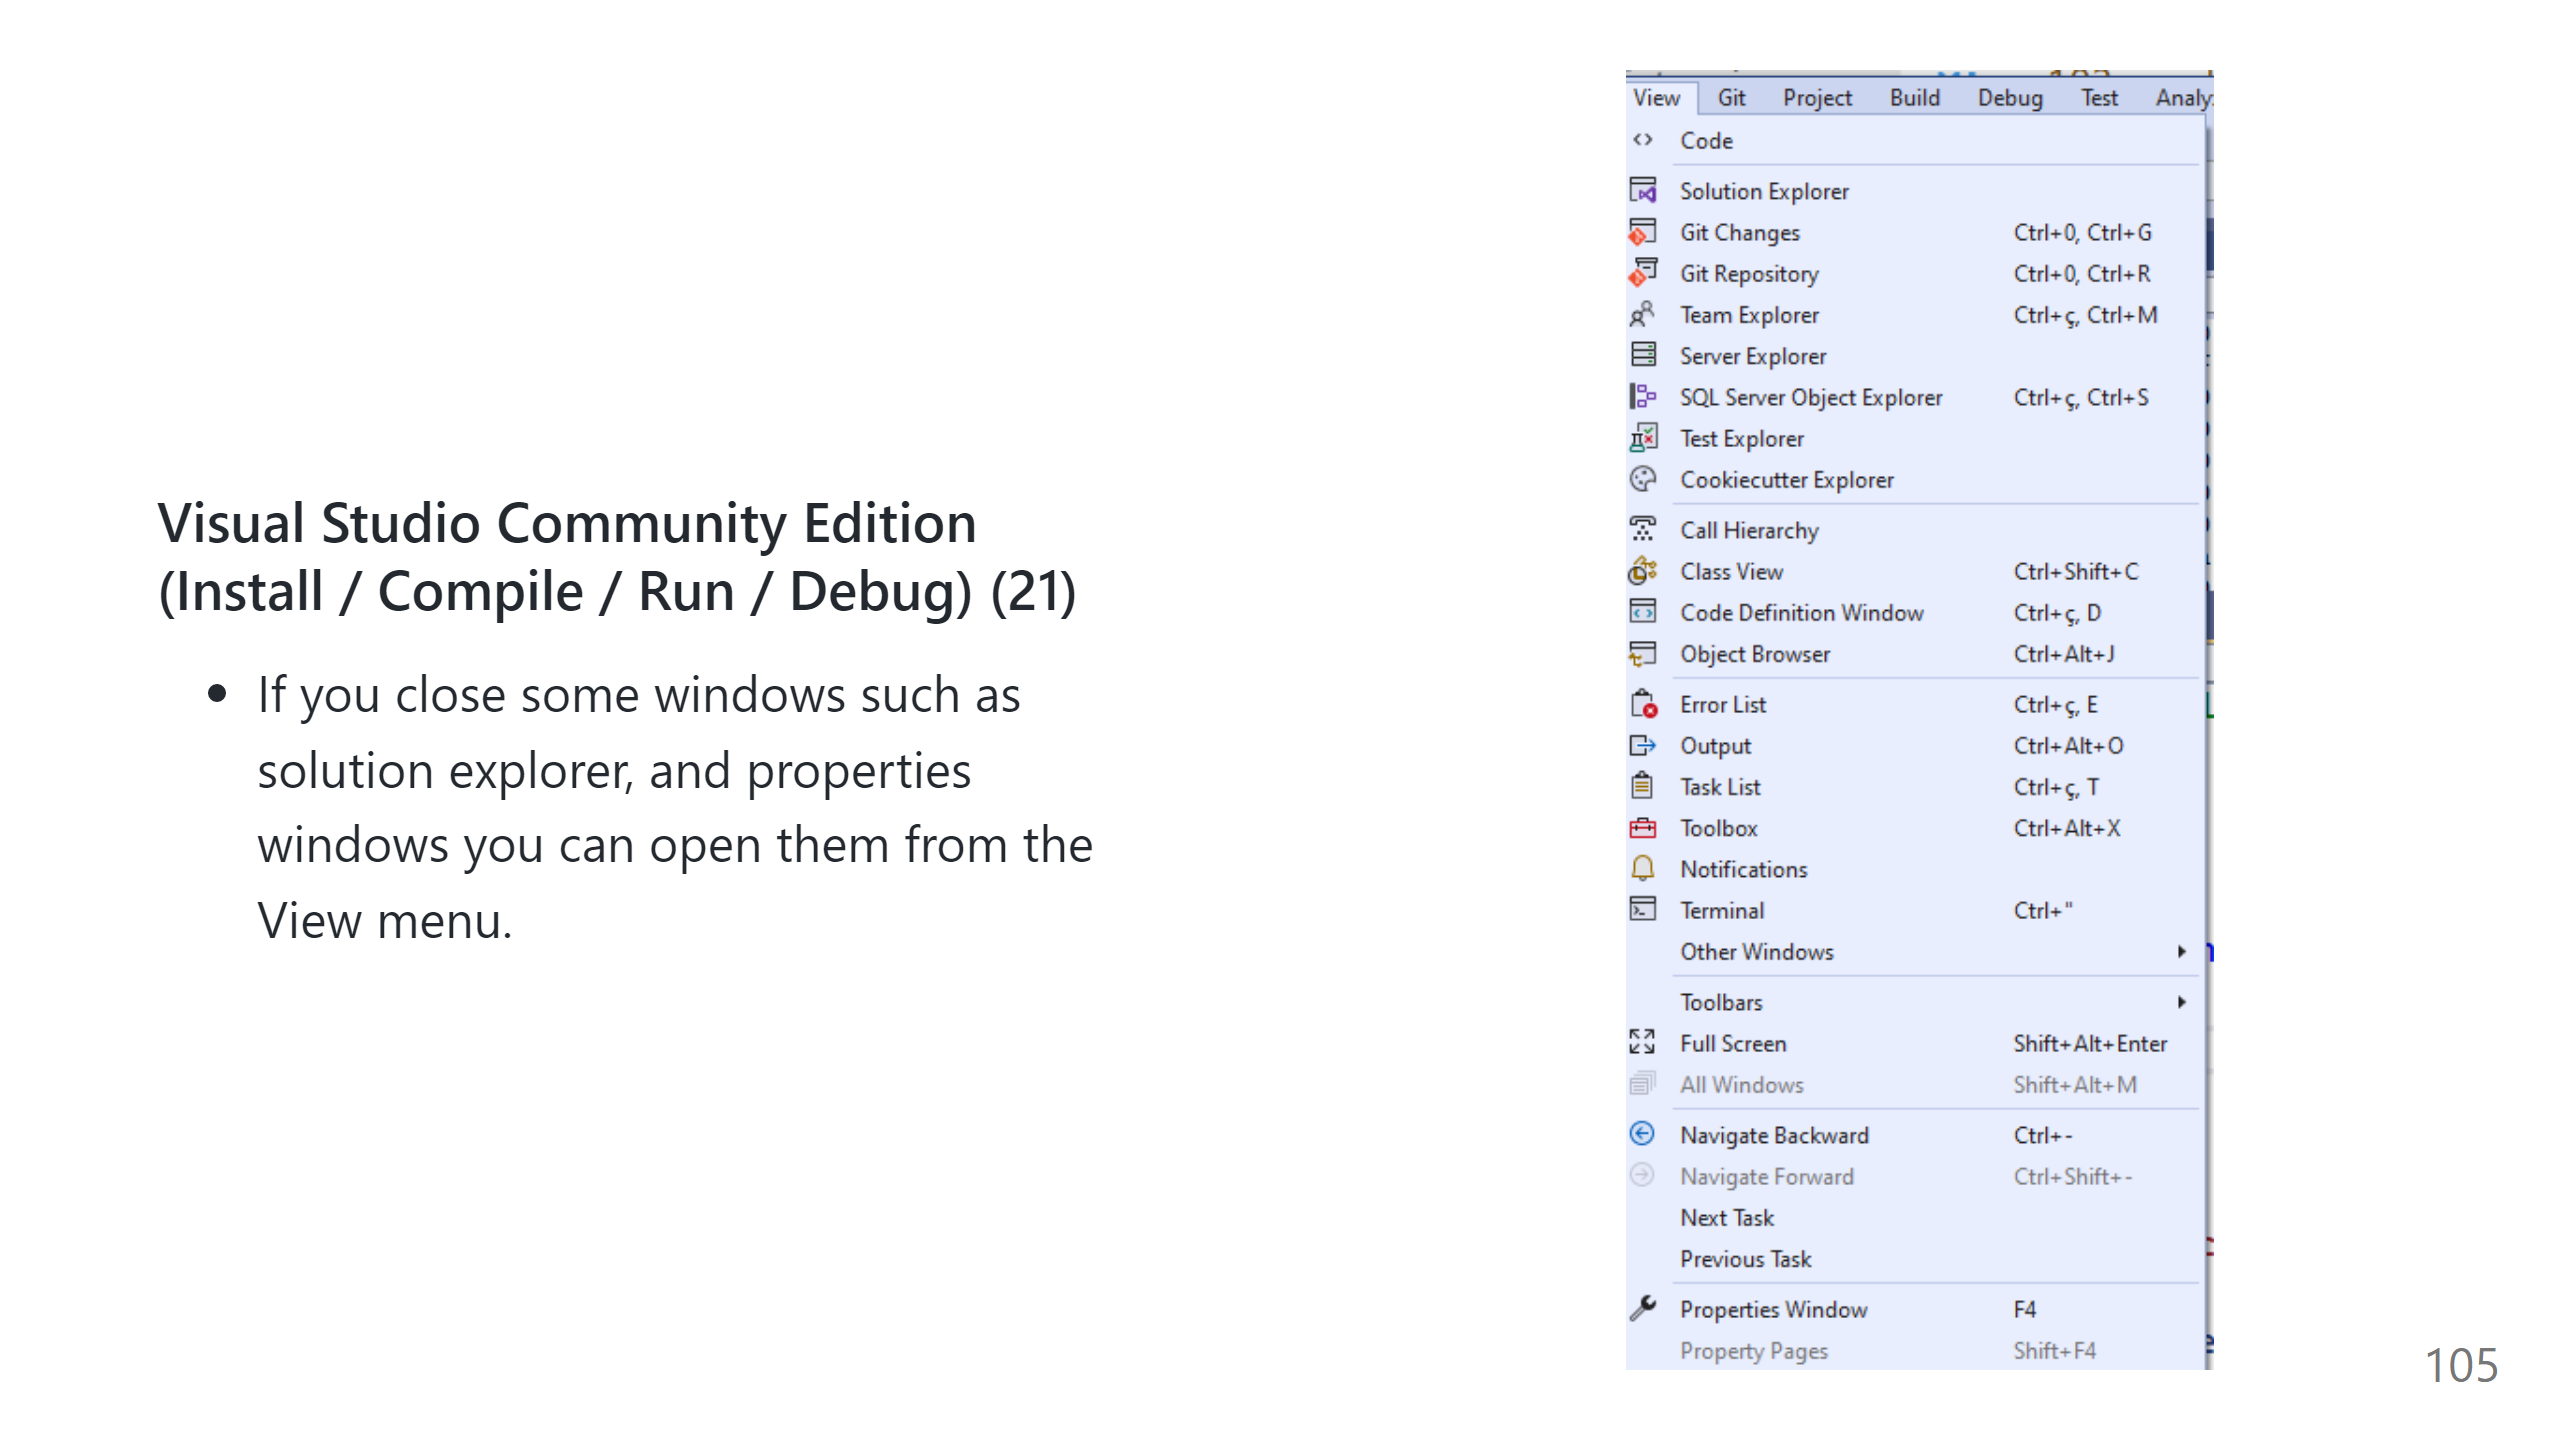 Visual Studio Community Edition
(Install / Compile / Run / Debug) (21)
• If you close some windows such as
solution explorer, and properties
windows you can open them from the
View menu.
View Git Project Build Debug Test
Code
Solution Explorer
Git Changes Ctrl+0, Ctrl+G
Git Repository Ctrl+0, Ctrl+R
Team Explorer Ctrl+ç, Ctrl+M
Server Explorer
SQL Server Object Explorer Ctrl+ç, Ctrl+S
Test Explorer
Cookiecutter Explorer
Call Hierarchy
Class View Ctrl+Shift+C
Code Definition Window Ctrl+ç, D
Object Browser Ctrl+Alt+J
Error List Ctrl+ç, E
Output Ctrl+Alt+O
Task List Ctrl+ç, T
Toolbox Ctrl+Alt+X
Notifications
Terminal Ctrl+"
Other Windows
Toolbars
Full Screen Shift+Alt+Enter
All Windows Shift+Alt+M
Navigate Backward Ctrl+-
Navigate Forward Ctrl+Shift+-
Next Task
Previous Task
Properties Window F4
Property Pages Shift+F4
105